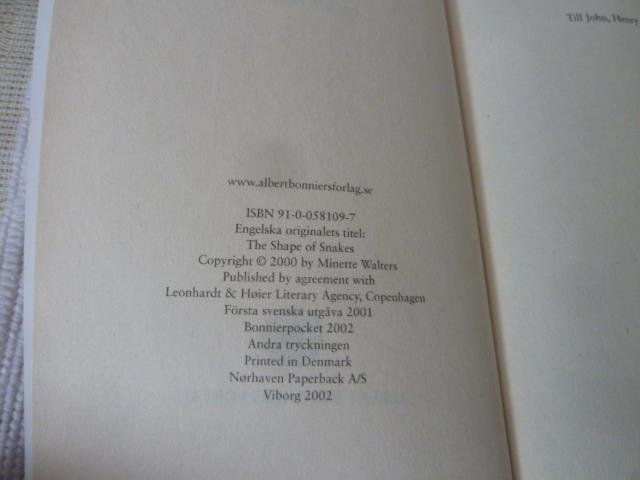 www.albertbonniersforlag.se
ISBN 91-0-058109-7
Engelska originalets titel:
The Shape of Snakes
Copyright © 2000 by Minette Walters
Published by agreement with
Leonhardt & Høier Literary Agency, Copenhagen
Första svenska utgåva 2001
Bonnierpocket 2002
Andra tryckningen
Printed in Denmark
Nørhaven Paperback A/S
Viborg 2002
Till John, Henry